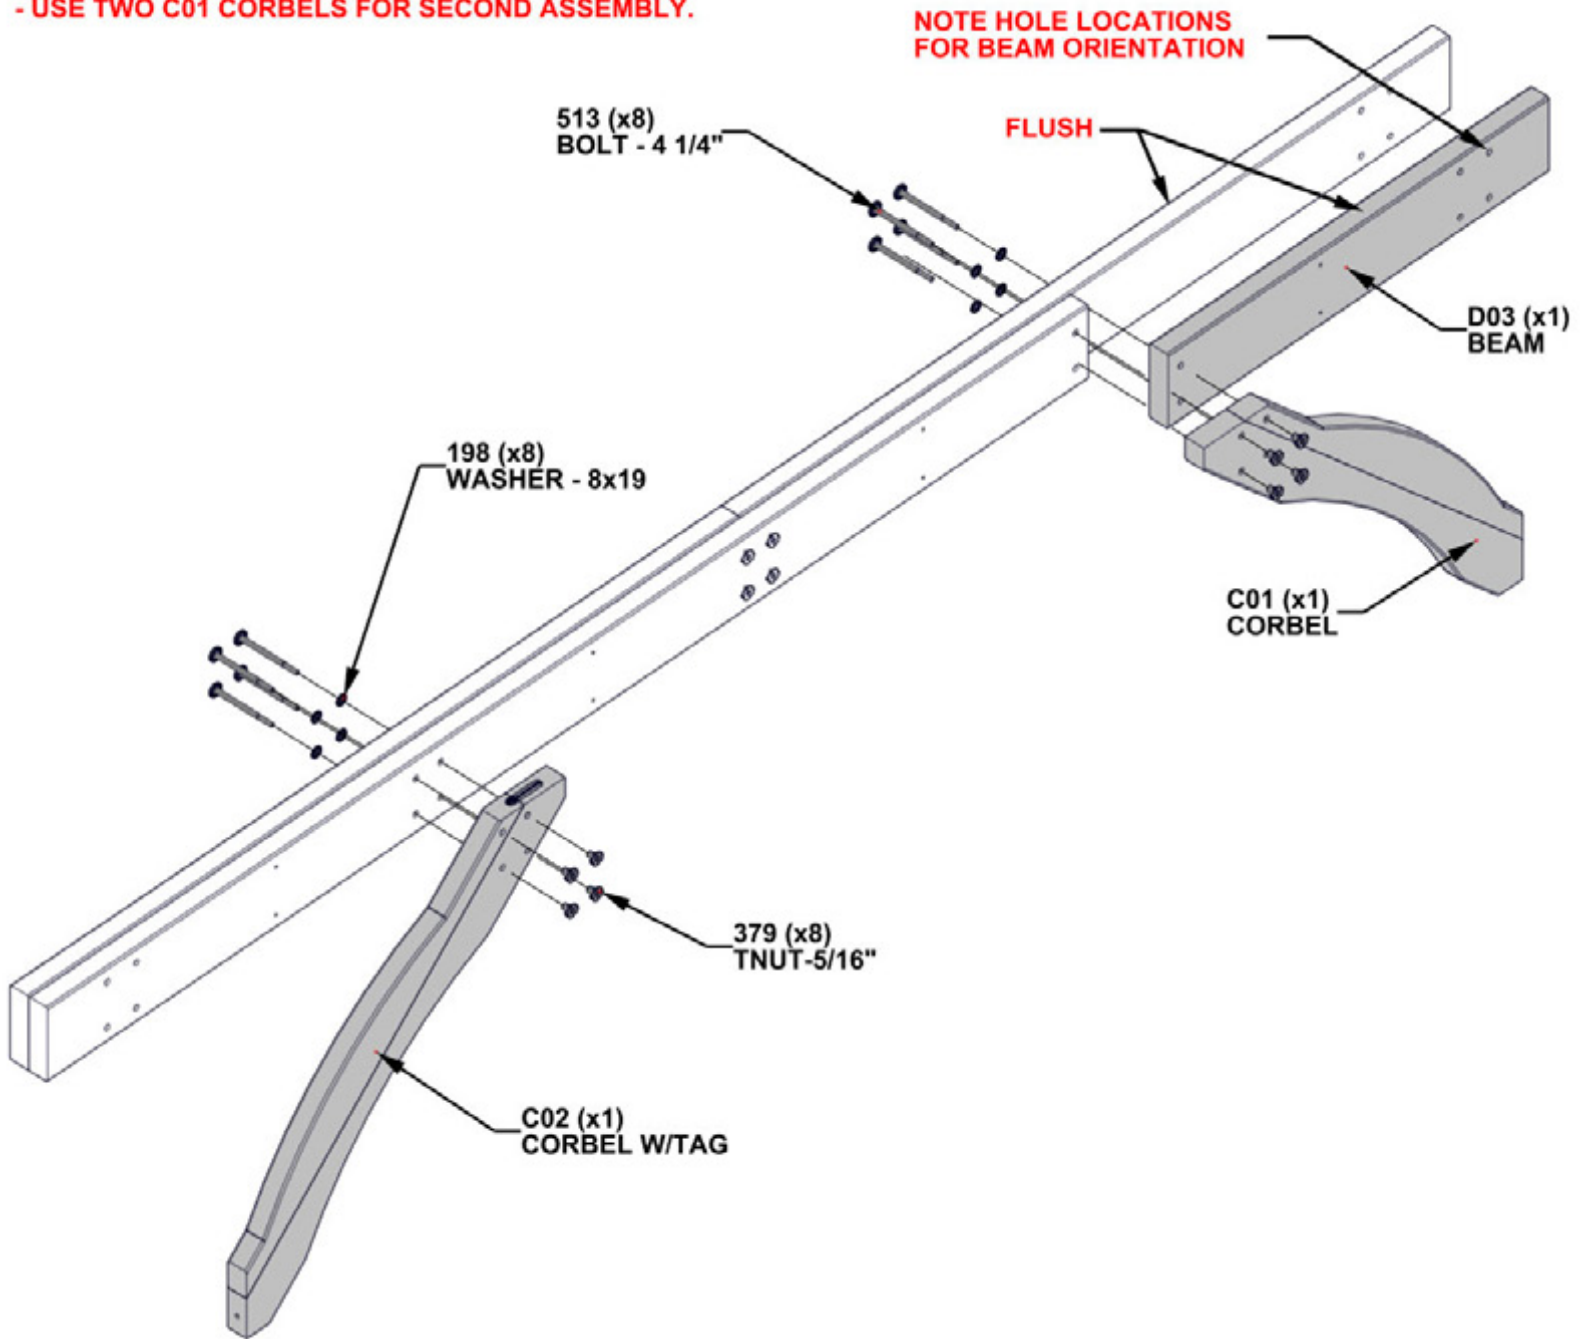 - USE TWO C01 CORBELS FOR SECOND ASSEMBLY.
NOTE HOLE LOCATIONS
FOR BEAM ORIENTATION
513 (x8)
BOLT - 4 1/4"
FLUSH
D03 (x1)
BEAM
198 (x8)
WASHER - 8x19
C01 (x1)
CORBEL
379 (x8)
TNUT-5/16"
C02 (x1)
CORBEL W/TAG